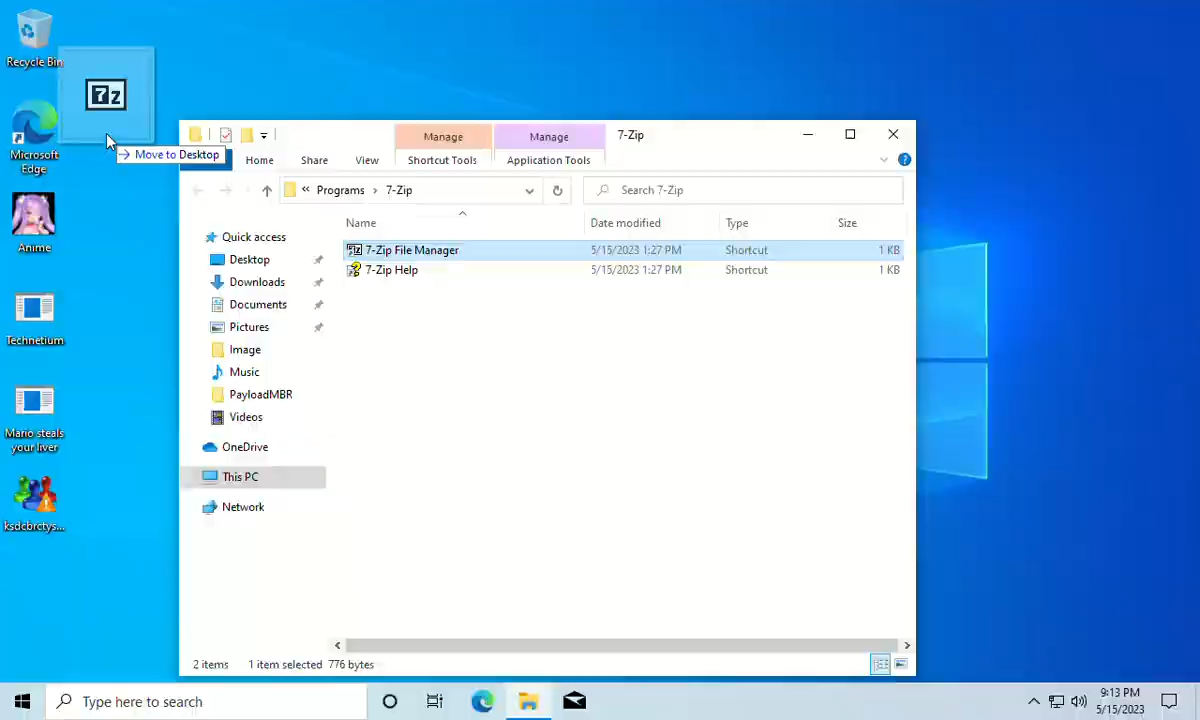 Recycle Bin
7z
Move to Desktop
Microsoft
Edge
Anime
Technetium
Mario steals
your liver
ksdcbrctys...
Manage
Manage
7-Zip
Home
Share
View
Shortcut Tools
Application Tools
?
« Programs > 7-Zip
Search 7-Zip
Name
Date modified
Type
Size
7-Zip File Manager 5/15/2023 1:27 PM Shortcut 1 KB
7-Zip Help 5/15/2023 1:27 PM Shortcut 1 KB
Quick access
Desktop
Downloads
Documents
Pictures
Image
Music
PayloadMBR
Videos
OneDrive
This PC
Network
2 items 1 item selected 776 bytes
Type here to search
9:13 PM
5/15/2023